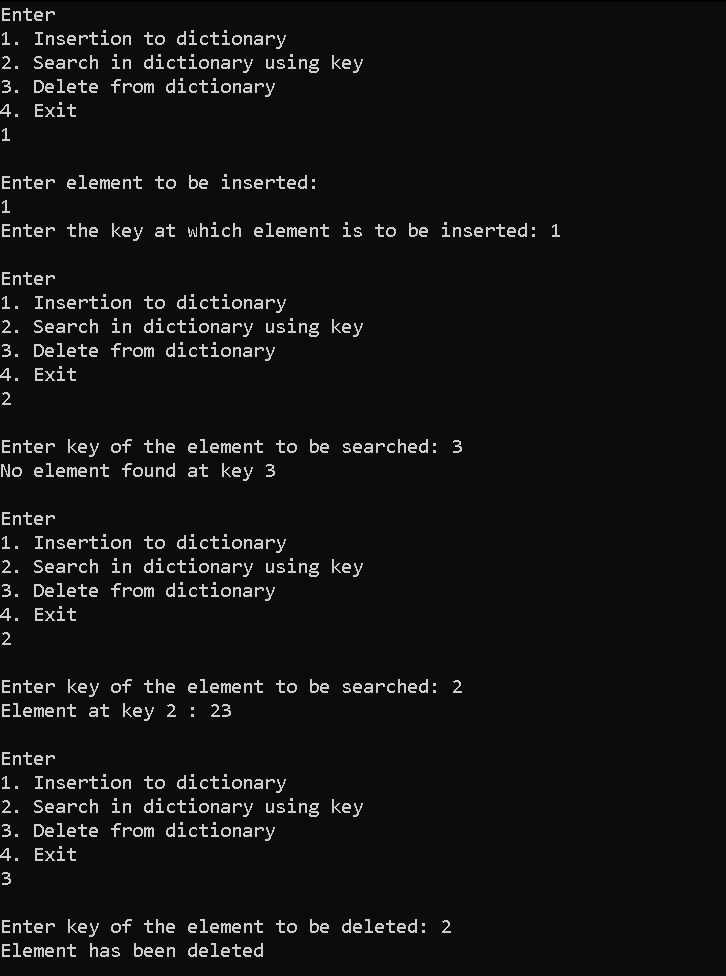 Enter
1. Insertion to dictionary
2. Search in dictionary using key
3. Delete from dictionary
4. Exit
1
Enter element to be inserted:
1
Enter the key at which element is to be inserted: 1
Enter
1. Insertion to dictionary
2. Search in dictionary using key
3. Delete from dictionary
4. Exit
2
Enter key of the element to be searched: 3
No element found at key 3
Enter
1. Insertion to dictionary
2. Search in dictionary using key
3. Delete from dictionary
4. Exit
2
Enter key of the element to be searched: 2
Element at key 2 : 23
Enter
1. Insertion to dictionary
2. Search in dictionary using key
3. Delete from dictionary
4. Exit
3
Enter key of the element to be deleted: 2
Element has been deleted